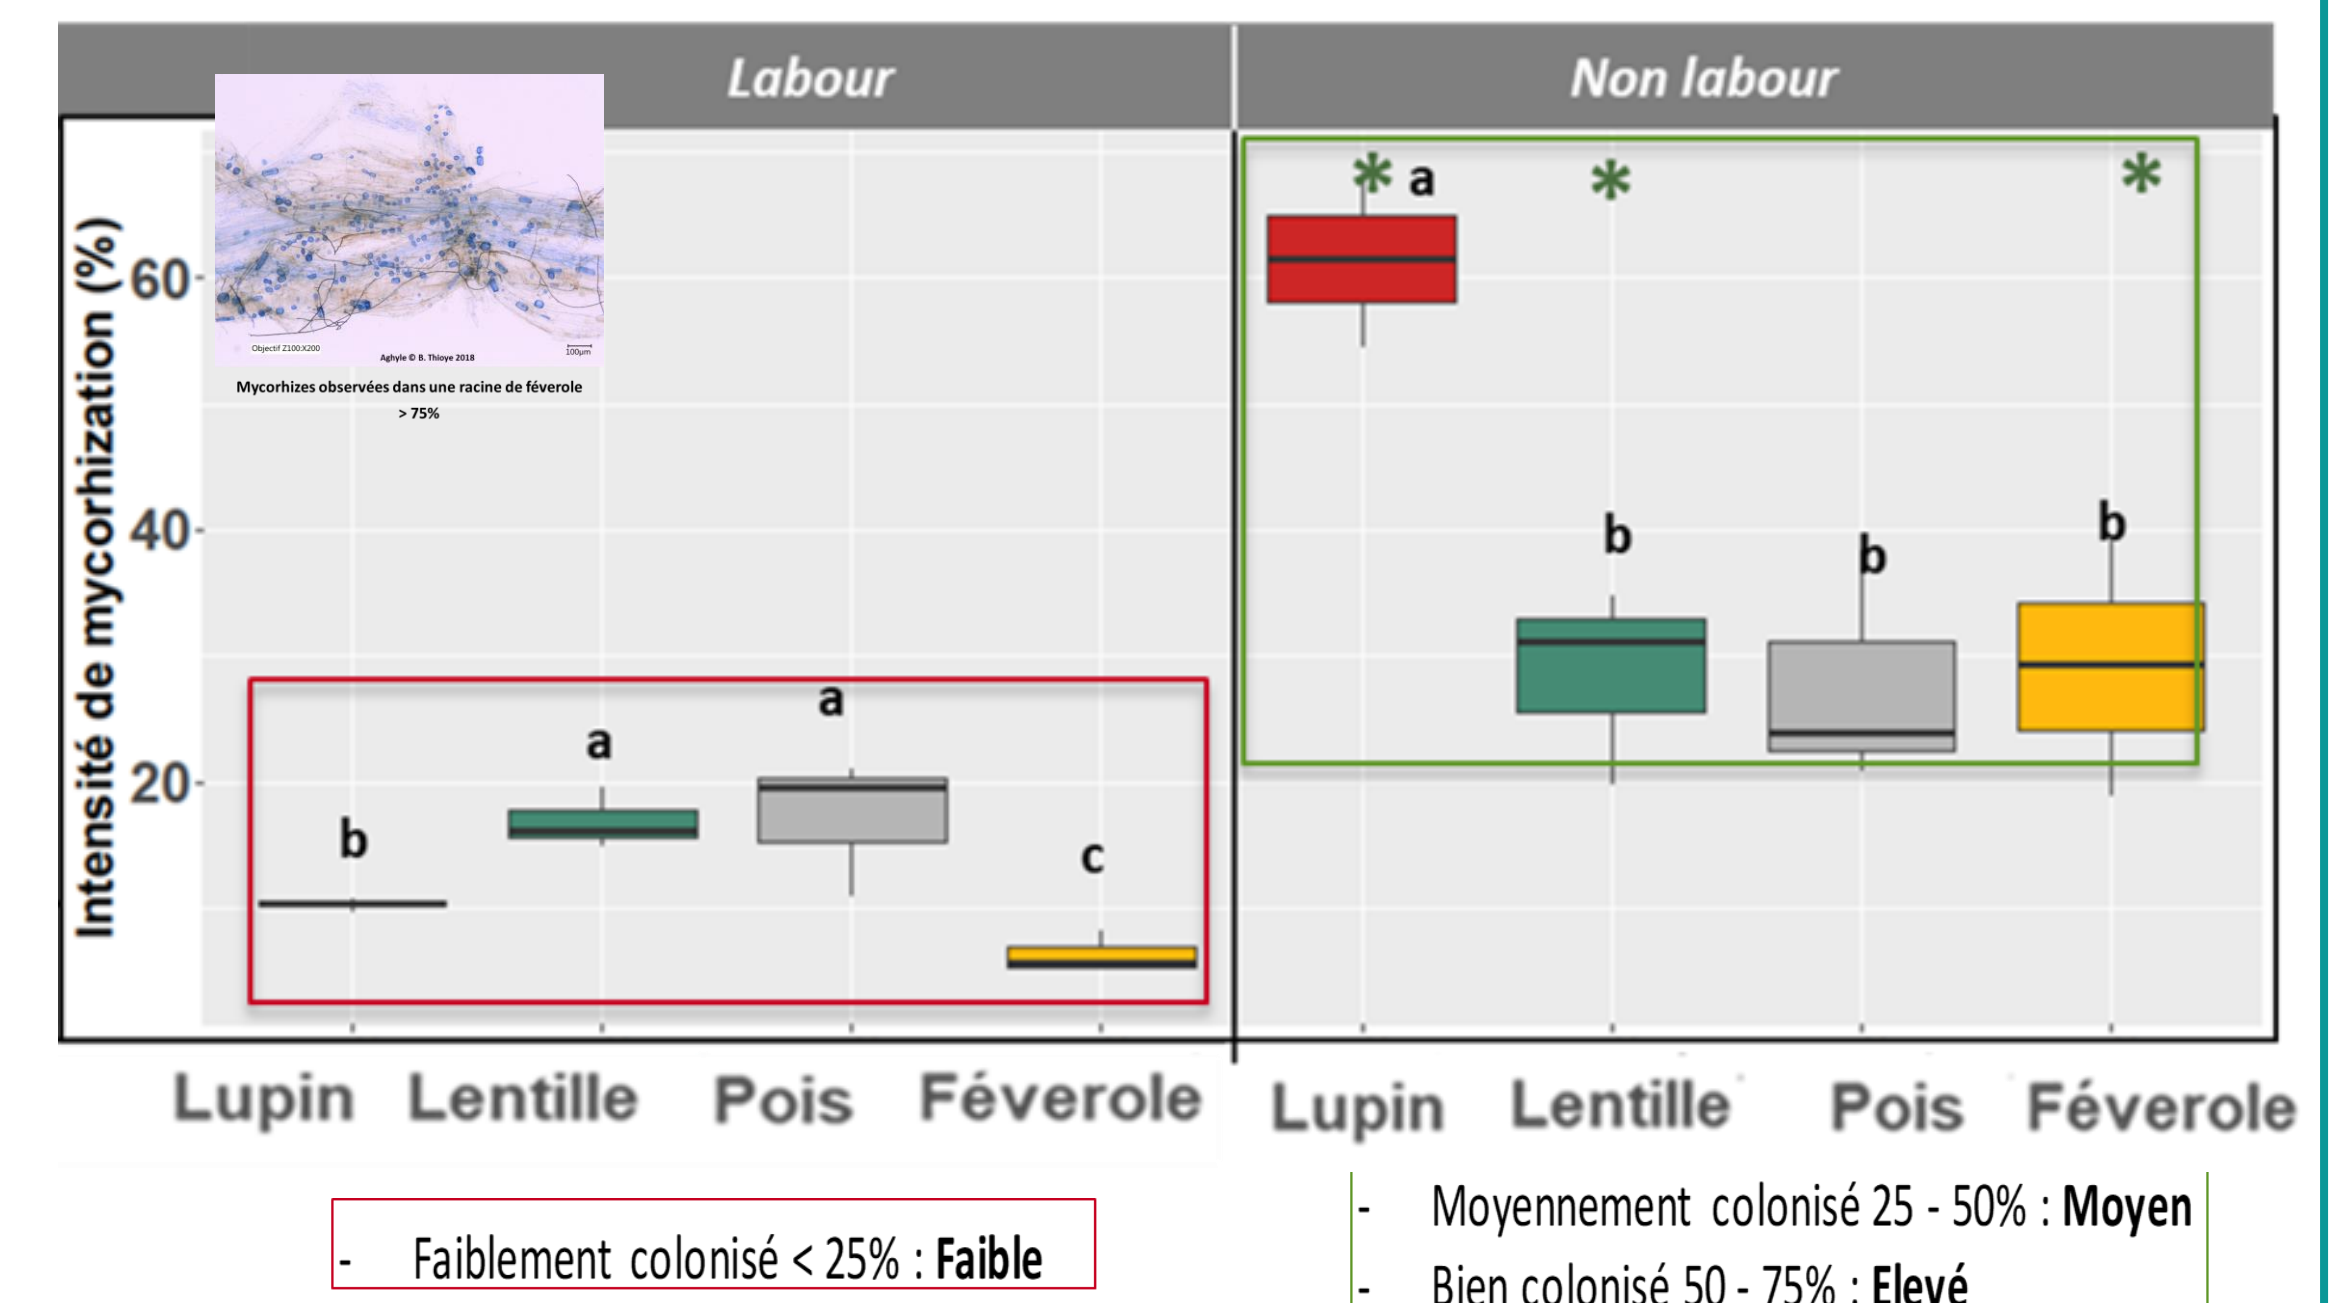 Labour
Non labour
Intensité de mycorhization (%)
60
40
20
Objectif Z100:X200
100µm
Aghyle © B. Thioye 2018
Mycorhizes observées dans une racine de féverole
> 75%
b
a
a
c
* a
*
*
b
b
b
Lupin Lentille Pois Féverole
Lupin Lentille Pois Féverole
- Faiblement colonisé < 25% : Faible
- Moyennement colonisé 25 - 50% : Moyen
- Bien colonisé 50 - 75% : Elevé